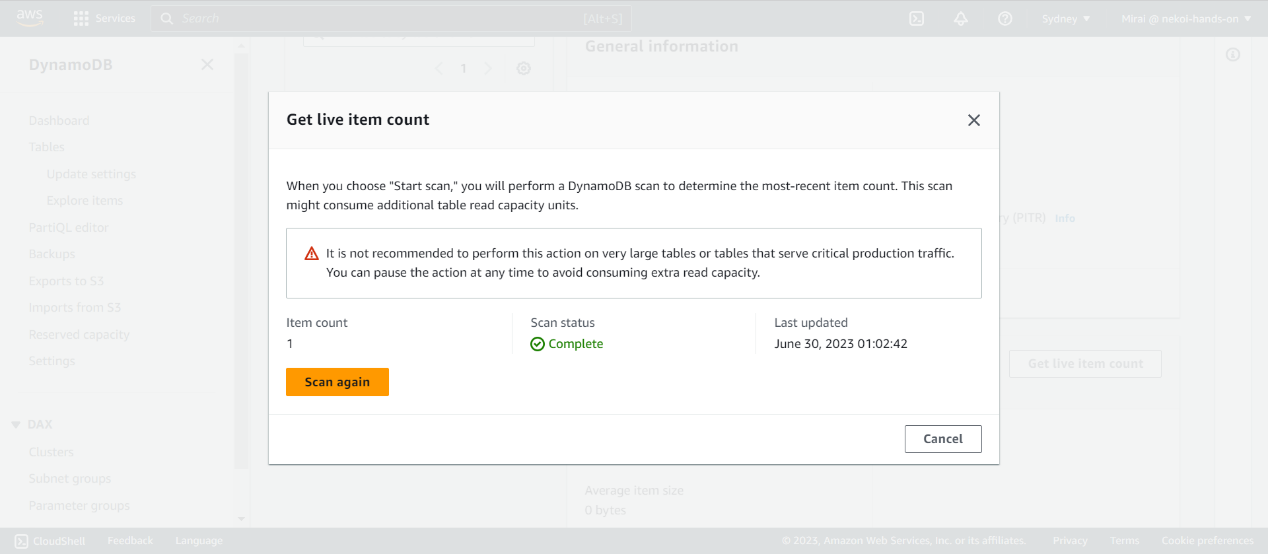 aws
Services
Search
[Alt+S]
Sydney
Mirai @ nekoi-hands-on
DynamoDB
Dashboard
Tables
Update settings
Explore items
PartiQL editor
Backups
Exports to S3
Imports from S3
Reserved capacity
Settings
DAX
Clusters
Subnet groups
Parameter groups
1
General information
(PITR) Info
Get live item count
Average item size
0 bytes
Get live item count
When you choose "Start scan," you will perform a DynamoDB scan to determine the most-recent item count. This scan
might consume additional table read capacity units.
It is not recommended to perform this action on very large tables or tables that serve critical production traffic.
You can pause the action at any time to avoid consuming extra read capacity.
Item count
1
Scan status
Complete
Last updated
June 30, 2023 01:02:42
Scan again
Cancel
CloudShell
Feedback
Language
© 2023, Amazon Web Services, Inc. or its affiliates.
Privacy
Terms
Cookie preferences